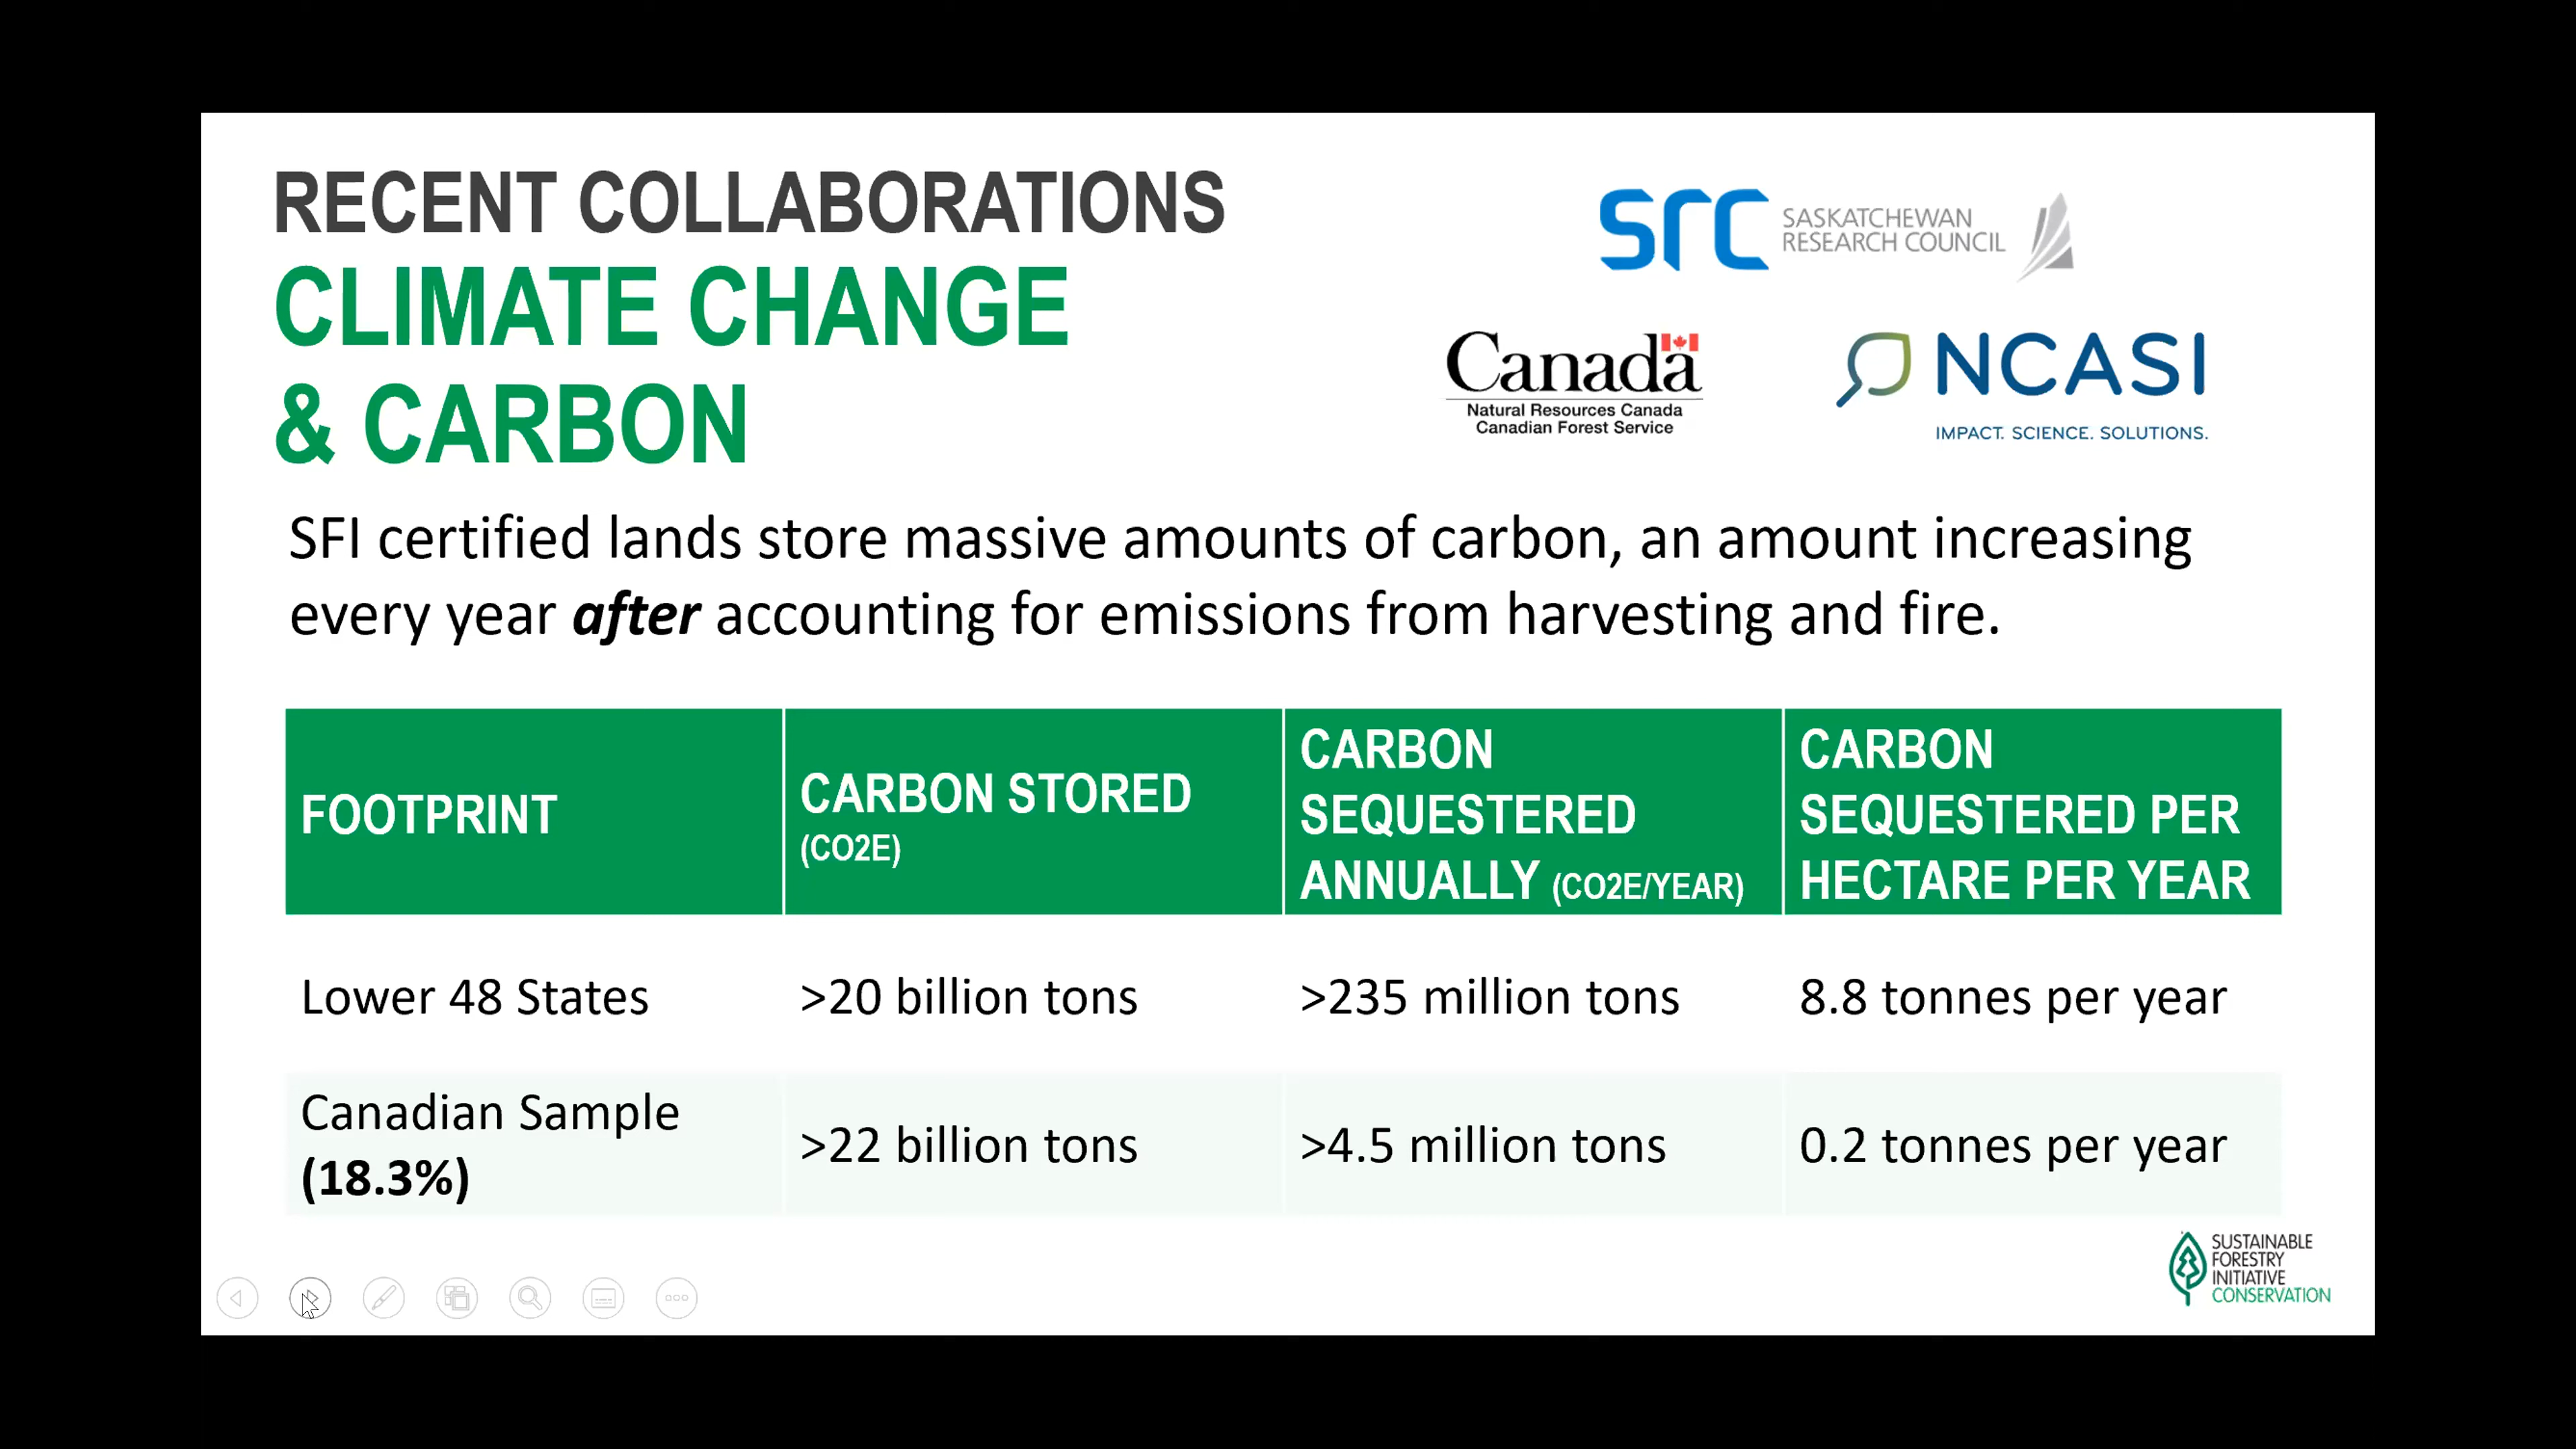 RECENT COLLABORATIONS
CLIMATE CHANGE
& CARBON
src SASKATCHEWAN
RESEARCH COUNCIL
Canada
Natural Resources Canada
Canadian Forest Service
NCASI
IMPACT. SCIENCE. SOLUTIONS.
SFI certified lands store massive amounts of carbon, an amount increasing
every year after accounting for emissions from harvesting and fire.
FOOTPRINT
CARBON STORED
(CO2E)
CARBON
SEQUESTERED
ANNUALLY (CO2E/YEAR)
CARBON
SEQUESTERED PER
HECTARE PER YEAR
Lower 48 States
>20 billion tons
>235 million tons
8.8 tonnes per year
Canadian Sample
(18.3%)
>22 billion tons
>4.5 million tons
0.2 tonnes per year
SUSTAINABLE
FORESTRY
INITIATIVE
CONSERVATION